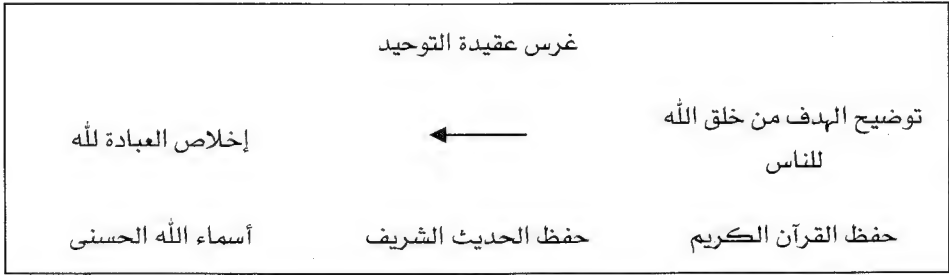 غرس عقيدة التوحيد
توضيح الهدف من خلق الله
للناس
إخلاص العبادة لله
حفظ القرآن الكريم
حفظ الحديث الشريف
أسماء الله الحسنى